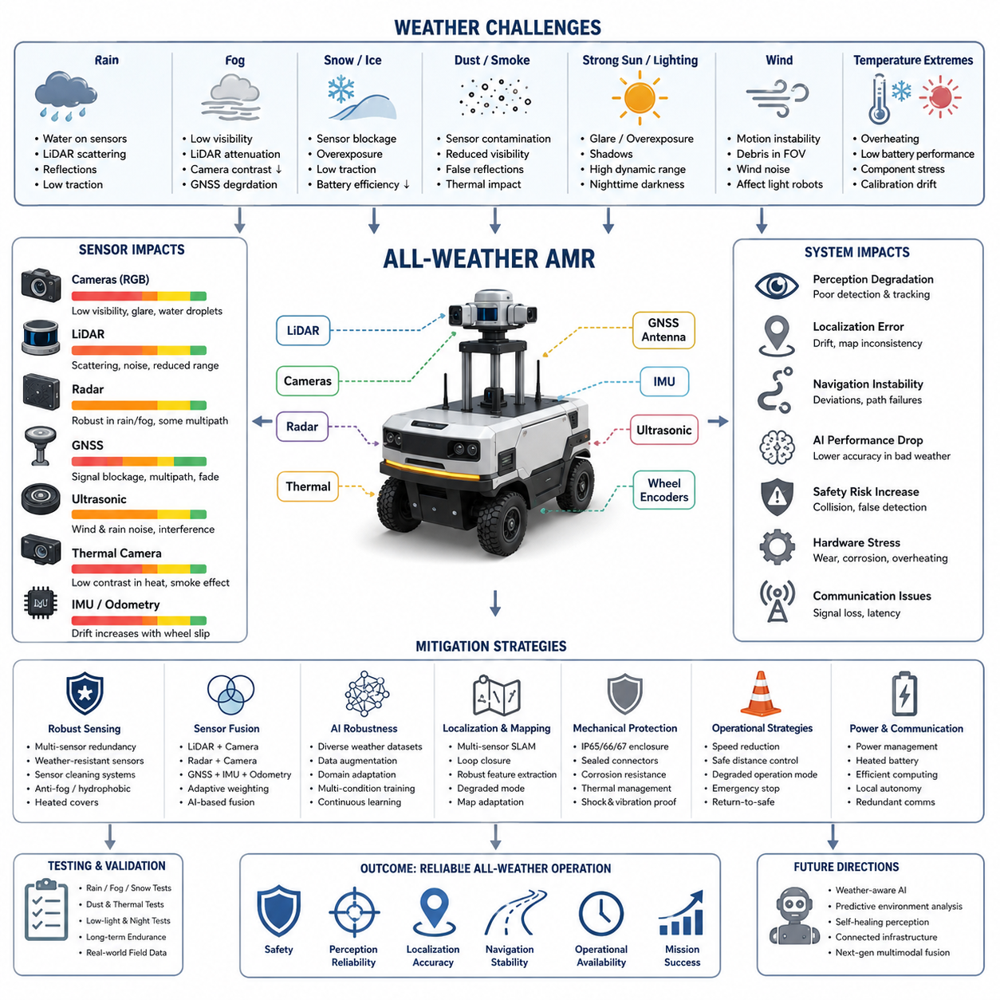 WEATHER CHALLENGES
Rain
• Water on sensors
• LiDAR scattering
• Reflections
• Low traction
Fog
• Low visibility
• LiDAR attenuation
• Camera contrast ↓
• GNSS degrdation
Snow / Ice
• Sensor blockage
• Overexposure
• Low traction
• Battery efficiency ↓
Dust / Smoke
• Sensor contamination
• Reduced visibility
• False reflections
• Thermal impact
Strong Sun / Lighting
• Glare / Overexposure
• Shadows
• High dynamic range
• Nighttime darkness
Wind
• Motion instability
• Debris in FOV
• Wind noise
• Affect light robots
Temperature Extremes
• Overheating
• Low battery performance
• Component stress
• Calibration drift
SENSOR IMPACTS
Cameras (RGB)
Low visibility, glare, water droplets
LiDAR
Scattering, noise, reduced range
Radar
Robust in rain/fog, some multipath
GNSS
Signal blockage, multipath, fade
Ultrasonic
Wind & rain noise, interference
Thermal Camera
Low contrast in heat, smoke effect
IMU / Odometry
Drift increases with wheel slip
ALL-WEATHER AMR
LiDAR
Cameras
Radar
Thermal
GNSS
Antenna
IMU
Ultrasonic
Wheel
Encoders
SYSTEM IMPACTS
Perception Degradation
Poor detection & tracking
Localization Error
Drift, map inconsistency
Navigation Instability
Deviations, path failures
AI Performance Drop
Lower accuracy in bad weather
Safety Risk Increase
Collision, false detection
Hardware Stress
Wear, corrosion, overheating
Communication Issues
Signal loss, latency
MITIGATION STRATEGIES
Robust Sensing
• Multi-sensor redundancy
• Weather-resistant sensors
• Sensor cleaning systems
• Anti-fog / hydrophobic
• Heated covers
Sensor Fusion
• LiDAR + Camera
• Radar + Camera
• GNSS + IMU + Odometry
• Adaptive weighting
• AI-based fusion
AI Robustness
• Diverse weather datasets
• Data augmentation
• Domain adaptation
• Multi-condition training
• Continuous learning
Localization & Mapping
• Multi-sensor SLAM
• Loop closure
• Robust feature extraction
• Degraded mode
• Map adaptation
Mechanical Protection
• IP65/66/67 enclosure
• Sealed connectors
• Corrosion resistance
• Thermal management
• Shock & vibration proof
Operational Strategies
• Speed reduction
• Safe distance control
• Degraded operation mode
• Emergency stop
• Return-to-safe
Power & Communication
• Power management
• Heated battery
• Efficient computing
• Local autonomy
• Redundant comms
TESTING & VALIDATION
• Rain / Fog / Snow Tests
• Dust & Thermal Tests
• Low-light & Night Tests
• Long-term Endurance
• Real-world Field Data
OUTCOME: RELIABLE ALL-WEATHER OPERATION
Safety
Perception
Reliability
Localization
Accuracy
Navigation
Stability
Operational
Availability
Mission
Success
FUTURE DIRECTIONS
• Weather-aware AI
• Predictive environment analysis
• Self-healing perception
• Connected infrastructure
• Next-gen multimodal fusion